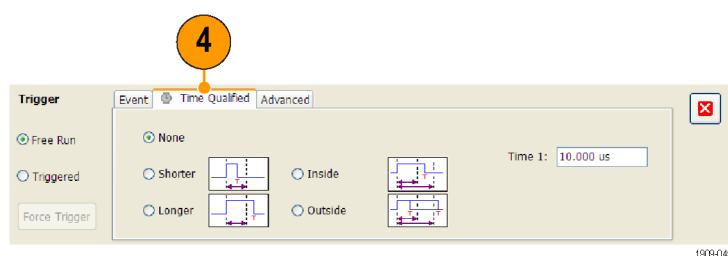 4
Trigger
Event Time Qualified Advanced
Free Run
None
Time 1: 10.000 us
Triggered
Shorter
Inside
Force Trigger
Longer
Outside